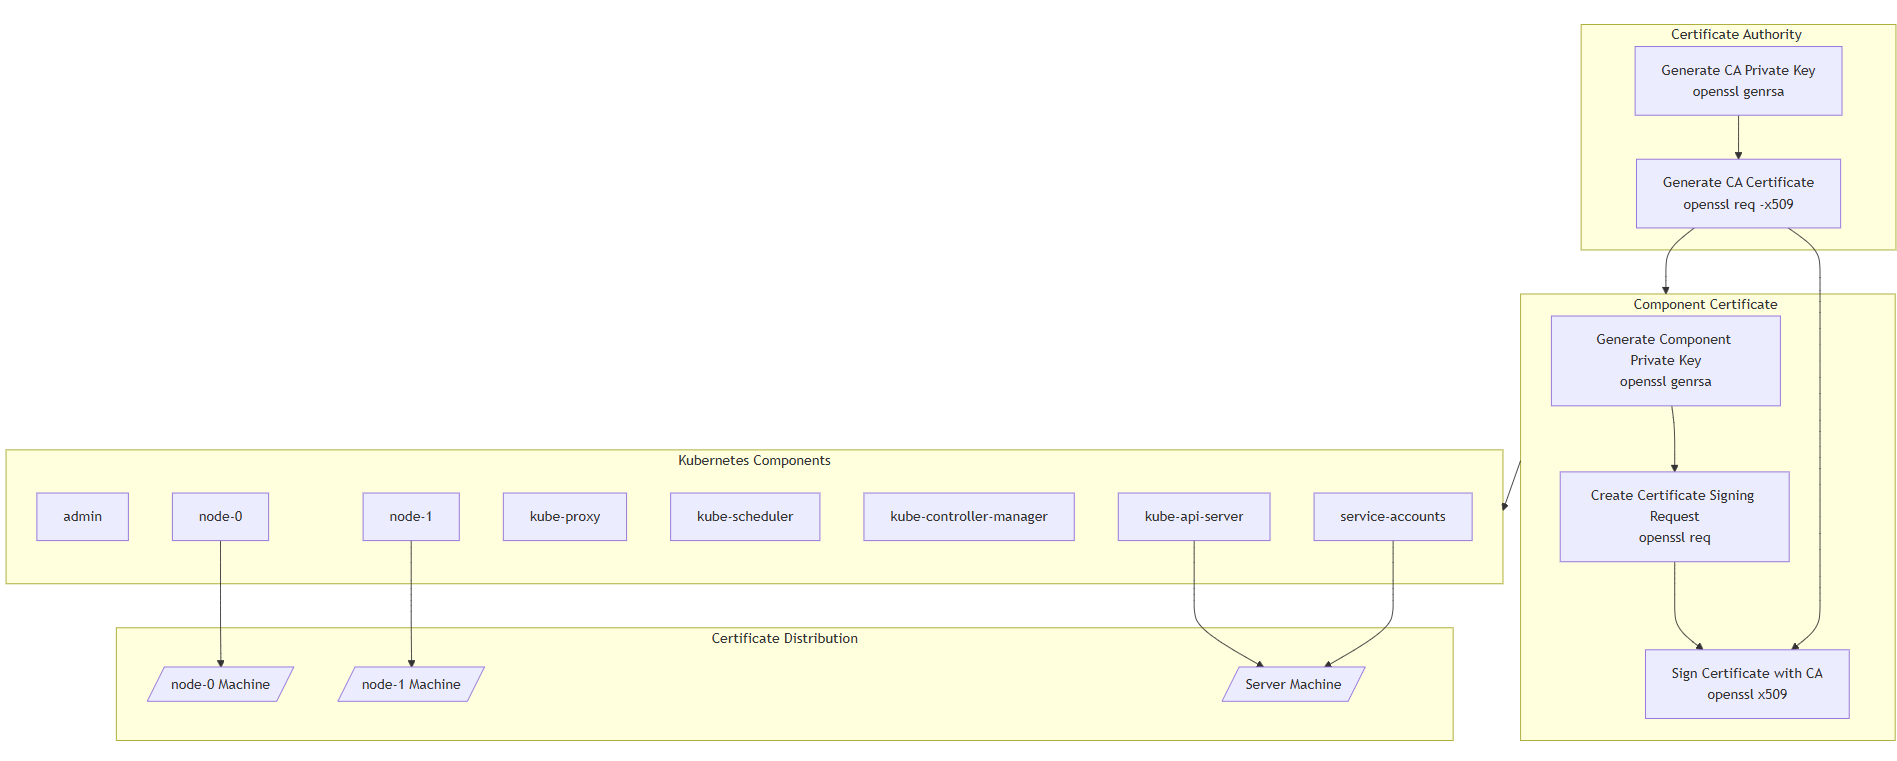 Certificate Authority
Generate CA Private Key
openssl genrsa
Generate CA Certificate
openssl req -x509
Component Certificate
Generate Component
Private Key
openssl genrsa
Create Certificate Signing
Request
openssl req
Sign Certificate with CA
openssl x509
Kubernetes Components
admin
node-0
node-1
kube-proxy
kube-scheduler
kube-controller-manager
kube-api-server
service-accounts
Certificate Distribution
node-0 Machine
node-1 Machine
Server Machine